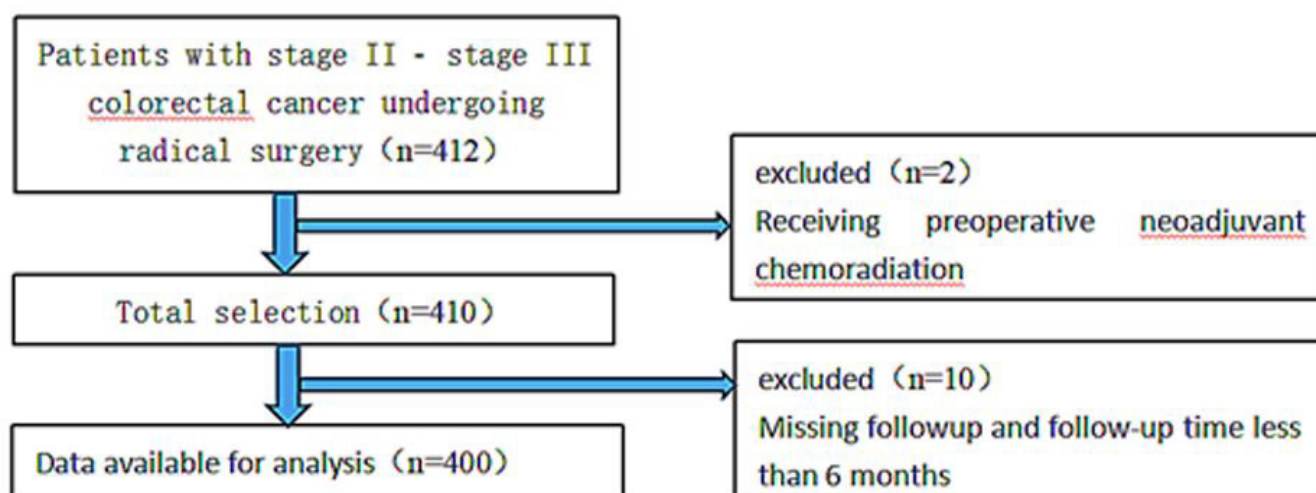 Patients with stage II - stage III
colorectal cancer undergoing
radical surgery（n=412）
excluded（n=2）
Receiving preoperative neoadjuvant
chemoradiation
Total selection（n=410）
excluded（n=10）
Missing followup and follow-up time less
than 6 months
Data available for analysis（n=400）